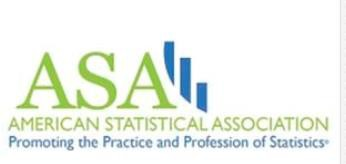 ASA
AMERICAN STATISTICAL ASSOCIATION
Promoting the Practice and Profession of Statistics®